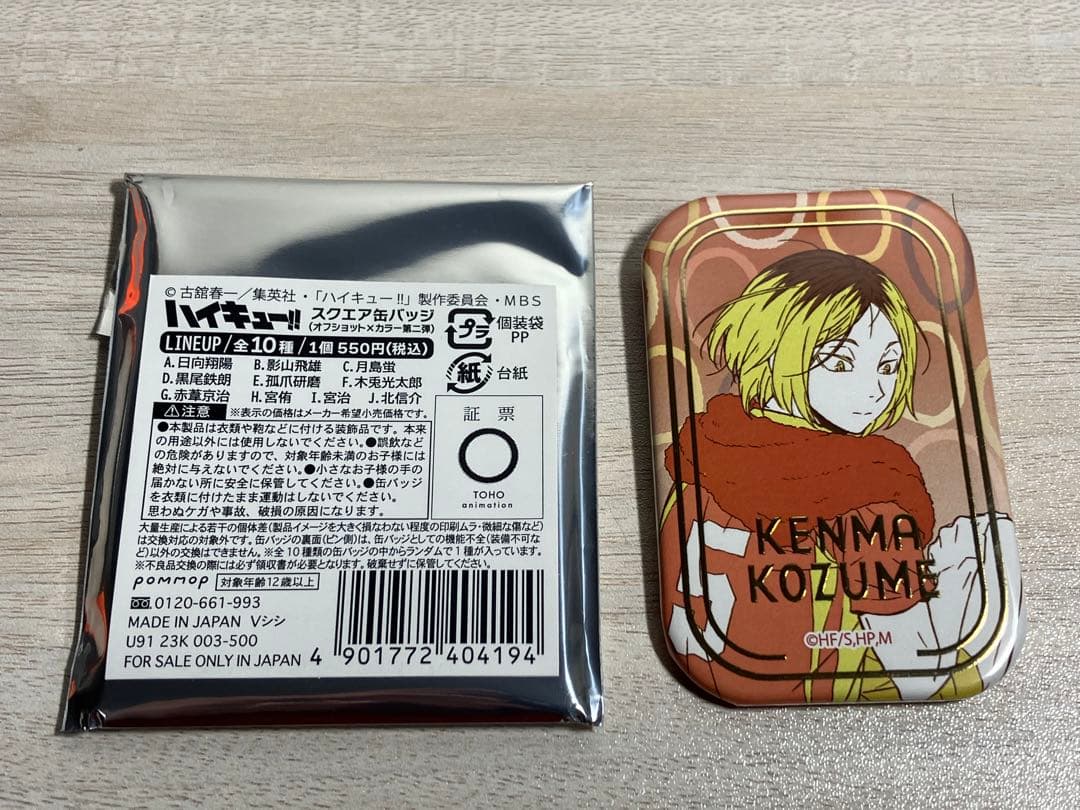 ©古舘春一／集英社・「ハイキュー!!」製作委員会・MBS
ハイキュー!!
スクエア缶バッジ
(オフショット×カラー第二弾)
LINEUP/全10種/1個 550円(税込)
A.日向翔陽 B.影山飛雄 C.月島蛍
D.黒尾鉄朗 E.孤爪研磨 F.木兎光太郎
G.赤葦京治 H.宮侑 I.宮治 J.北信介
プラ
個装袋
PP
紙
台紙
注意 ※表示の価格はメーカー希望小売価格です。
●本製品は衣類や鞄などに付ける装飾品です。本来
の用途以外には使用しないでください。●誤飲など
の危険がありますので、対象年齢未満のお子様には
絶対に与えないでください。●小さなお子様の手の
届かない所に安全に保管してください。●缶バッジ
を衣類に付けたまま運動はしないでください。
思わぬケガや事故、破損の原因になります。
証票
TOHO
animation
大量生産による若干の個体差(製品イメージを大きく損なわない程度の印刷ムラ・微細な傷など)
は交換対応の対象外です。缶バッジの裏面(ピン側)は、缶バッジとしての機能不全(装備不可な
ど)以外の交換はできません。※全10種類の缶バッジの中からランダムで1種が入っています。
※不良品交換の際には必ず領収書が必要となります。破棄せずに保管してください。
pommop 対象年齢12歳以上
0120-661-993
MADE IN JAPAN Vシシ
U91 23K 003-500
FOR SALE ONLY IN JAPAN
4 901772 404194
KENMA
KOZUME
©HF/S,HP,M